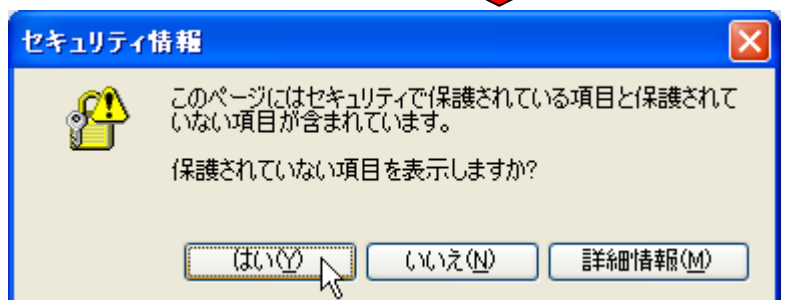 セキュリティ情報
このページにはセキュリティで保護されている項目と保護されて
いない項目が含まれています。
保護されていない項目を表示しますか?
はい(Y)
いいえ(N)
詳細情報(M)